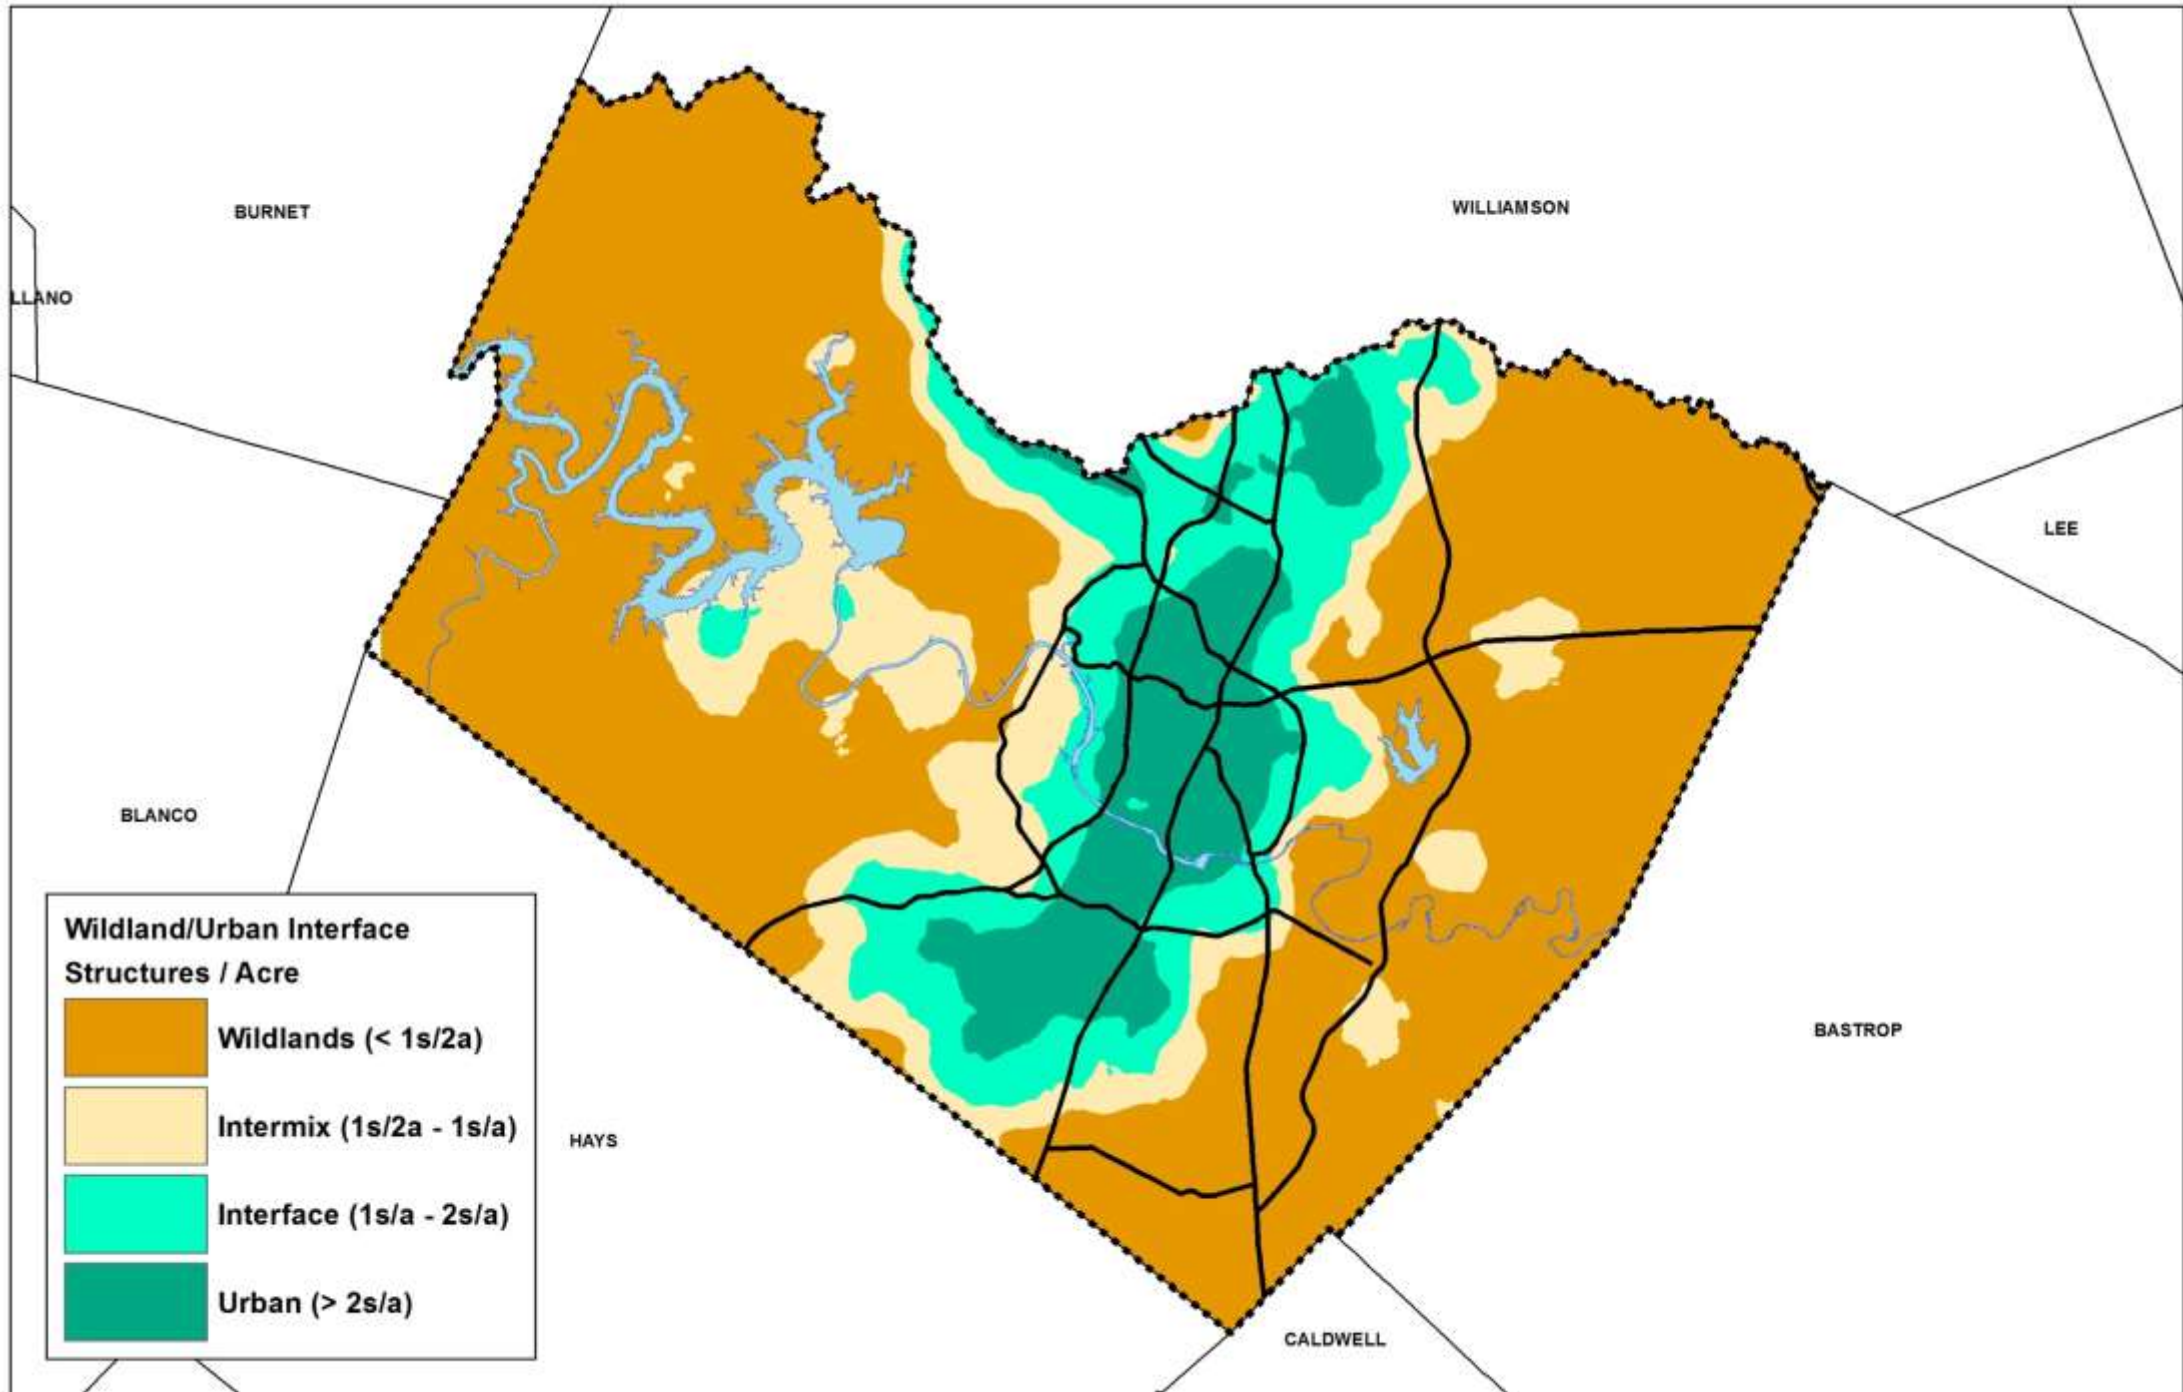 BURNET
WILLIAMSON
LLANO
LEE
BLANCO
BASTROP
HAYS
CALDWELL
Wildland/Urban Interface
Structures / Acre
Wildlands (< 1s/2a)
Intermix (1s/2a - 1s/a)
Interface (1s/a - 2s/a)
Urban (> 2s/a)